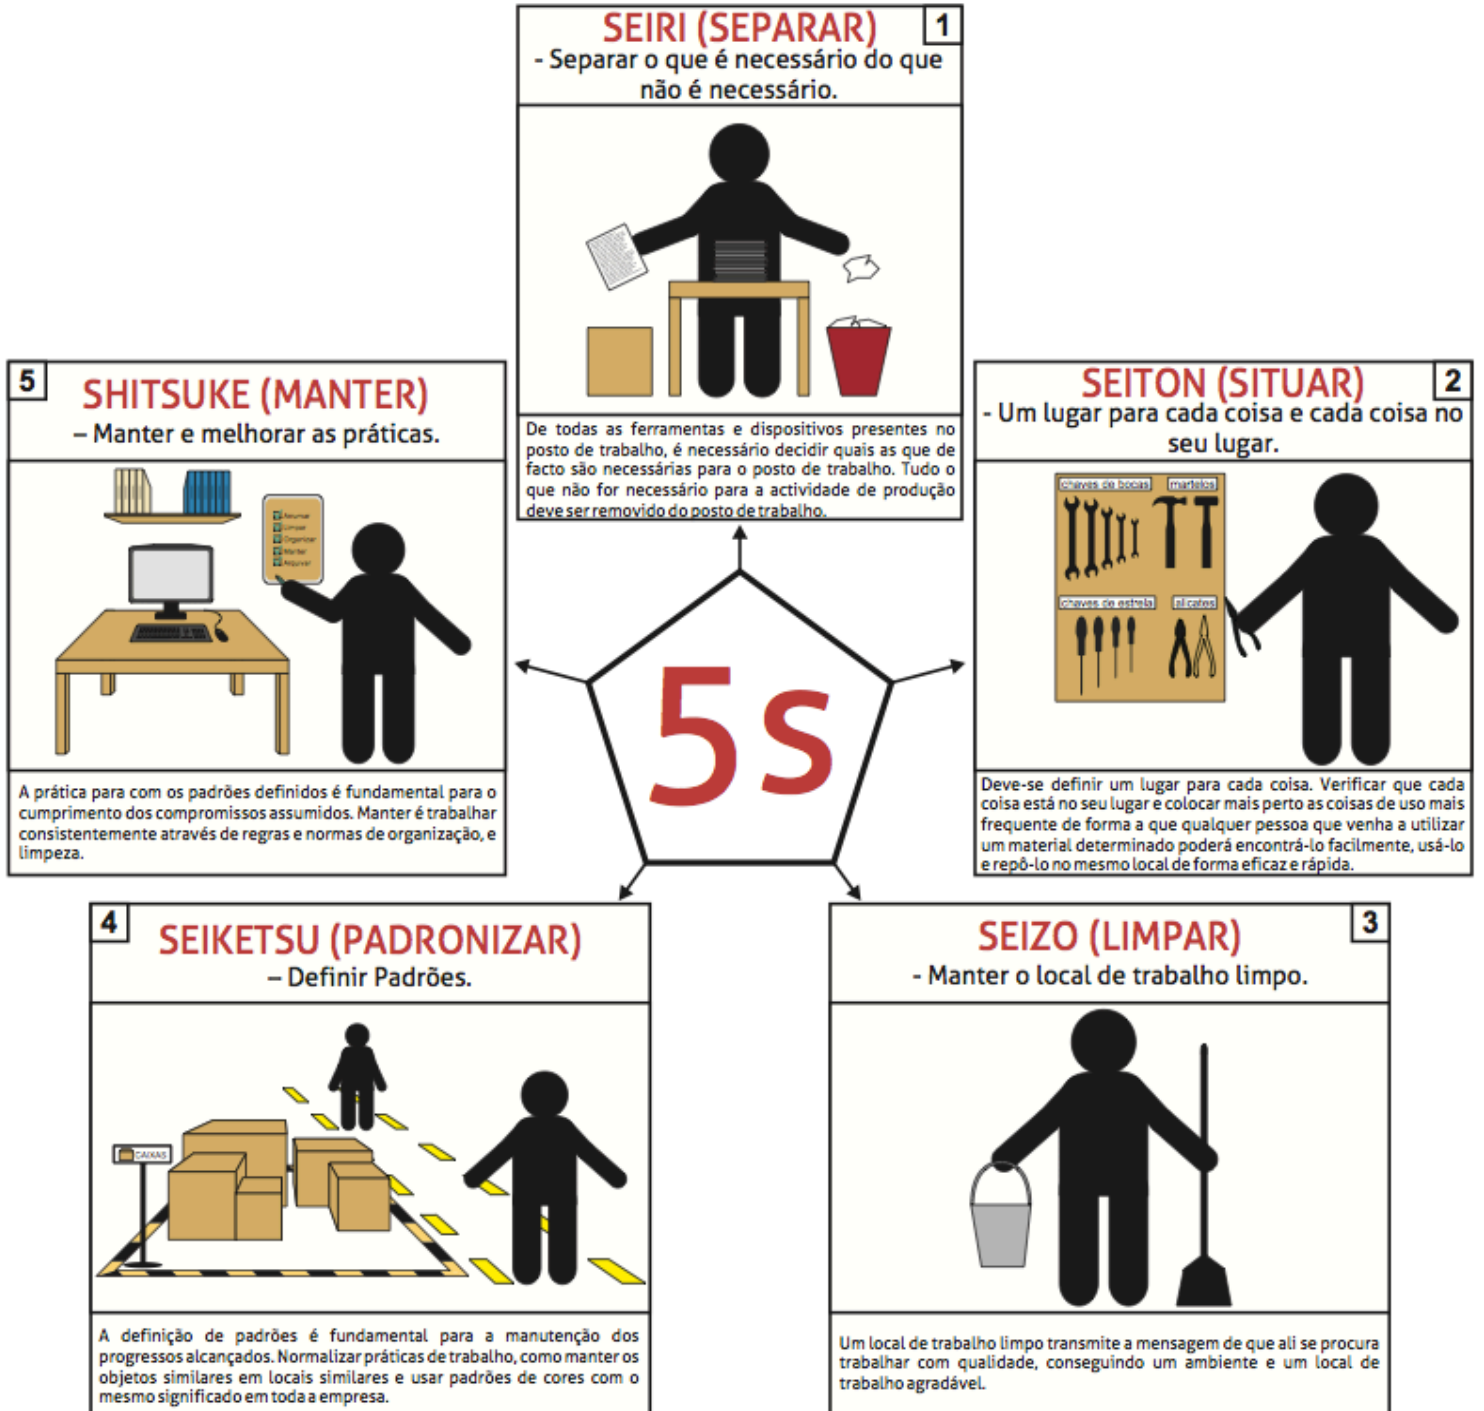 SEIRI (SEPARAR)
1
- Separar o que é necessário do que
não é necessário.
De todas as ferramentas e dispositivos presentes no
posto de trabalho, é necessário decidir quais as que de
facto são necessárias para o posto de trabalho. Tudo o
que não for necessário para a actividade de produção
deve ser removido do posto de trabalho.
SEITON (SITUAR)
2
- Um lugar para cada coisa e cada coisa no
seu lugar.
chaves de bocas
martelos
chaves de estrela
alicates
Deve-se definir um lugar para cada coisa. Verificar que cada
coisa está no seu lugar e colocar mais perto as coisas de uso mais
frequente de forma a que qualquer pessoa que venha a utilizar
um material determinado poderá encontrá-lo facilmente, usá-lo
e repô-lo no mesmo local de forma eficaz e rápida.
SEIZO (LIMPAR)
3
- Manter o local de trabalho limpo.
Um local de trabalho limpo transmite a mensagem de que ali se procura
trabalhar com qualidade, conseguindo um ambiente e um local de
trabalho agradável.
4
SEIKETSU (PADRONIZAR)
– Definir Padrões.
CAIXAS
A definição de padrões é fundamental para a manutenção dos
progressos alcançados. Normalizar práticas de trabalho, como manter os
objetos similares em locais similares e usar padrões de cores com o
mesmo significado em toda a empresa.
5
SHITSUKE (MANTER)
– Manter e melhorar as práticas.
Arrumar
Limpar
Organizar
Manter
Arquivar
A prática para com os padrões definidos é fundamental para o
cumprimento dos compromissos assumidos. Manter é trabalhar
consistentemente através de regras e normas de organização, e
limpeza.
5s